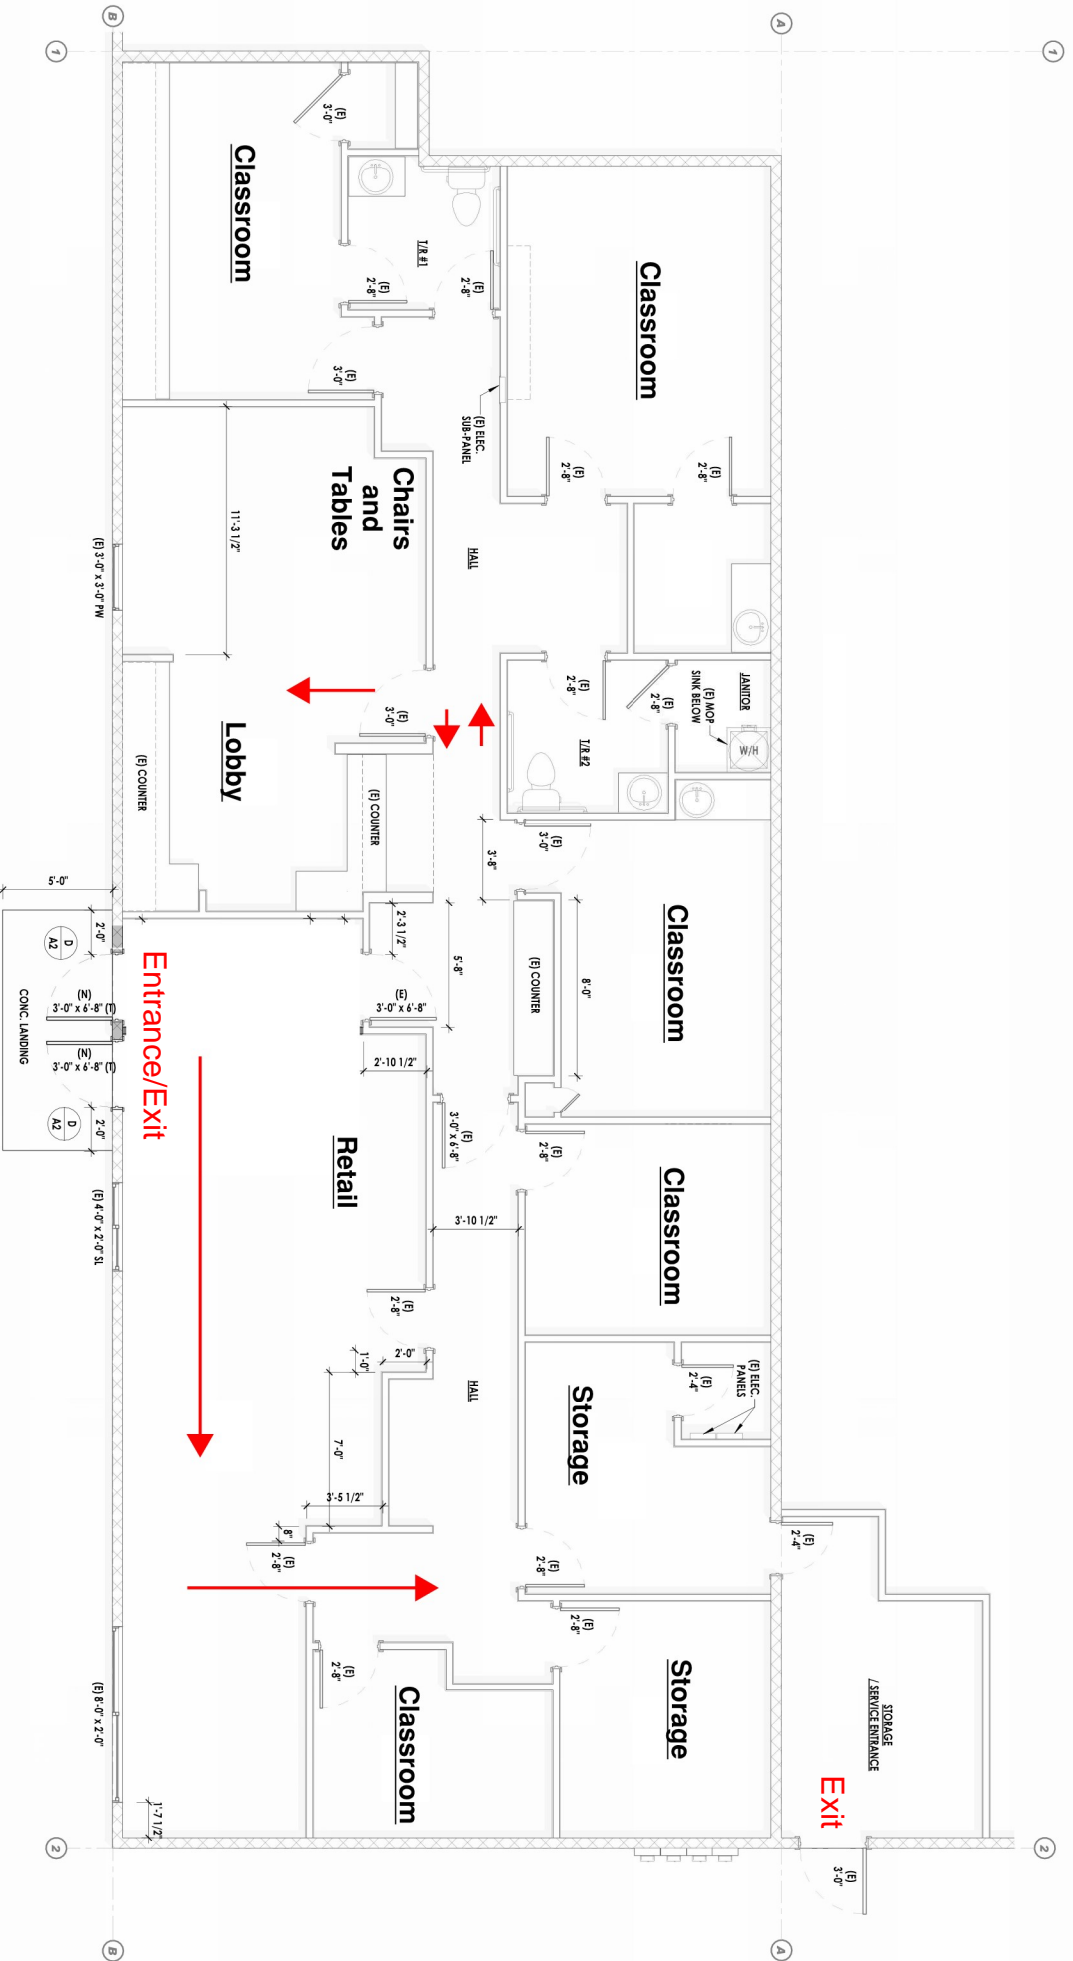 B
A
1
1
(E)
3'-0"
Classroom
T/R #1
(E)
2'-8"
(E)
2'-8"
(E)
3'-0"
Classroom
(E) ELEC.
SUB-PANEL
(E)
2'-8"
(E)
2'-8"
Chairs
and
Tables
11'-3 1/2"
(E) 3'-0" x 3'-0" PW
HALL
(E)
2'-8"
(E)
2'-8"
JANITOR
(E) MOP
SINK BELOW
W/H
T/R #2
(E)
3'-0"
Lobby
(E) COUNTER
(E) COUNTER
(E)
3'-0"
3'-8"
Classroom
(E) COUNTER
8'-0"
5'-8"
2'-3 1/2"
5'-0"
2'-0"
D
A2
Entrance/Exit
(N)
3'-0" x 6'-8" (T)
(N)
3'-0" x 6'-8" (T)
CONC. LANDING
D
A2
2'-0"
(E)
3'-0" x 6'-8"
2'-10 1/2"
(E)
3'-0" x 6'-8"
(E)
2'-8"
Retail
Classroom
3'-10 1/2"
(E) 4'-0" x 2'-0" SL
(E)
2'-8"
2'-0"
1'-0"
HALL
(E)
2'-4"
(E) ELEC.
PANELS
Storage
7'-0"
3'-5 1/2"
8"
(E)
2'-8"
(E)
2'-8"
(E)
2'-4"
(E)
2'-8"
(E)
2'-8"
Classroom
Storage
STORAGE
/ SERVICE ENTRANCE
Exit
(E) 8'-0" x 2'-0"
1'-7 1/2"
(E)
3'-0"
2
2
B
A